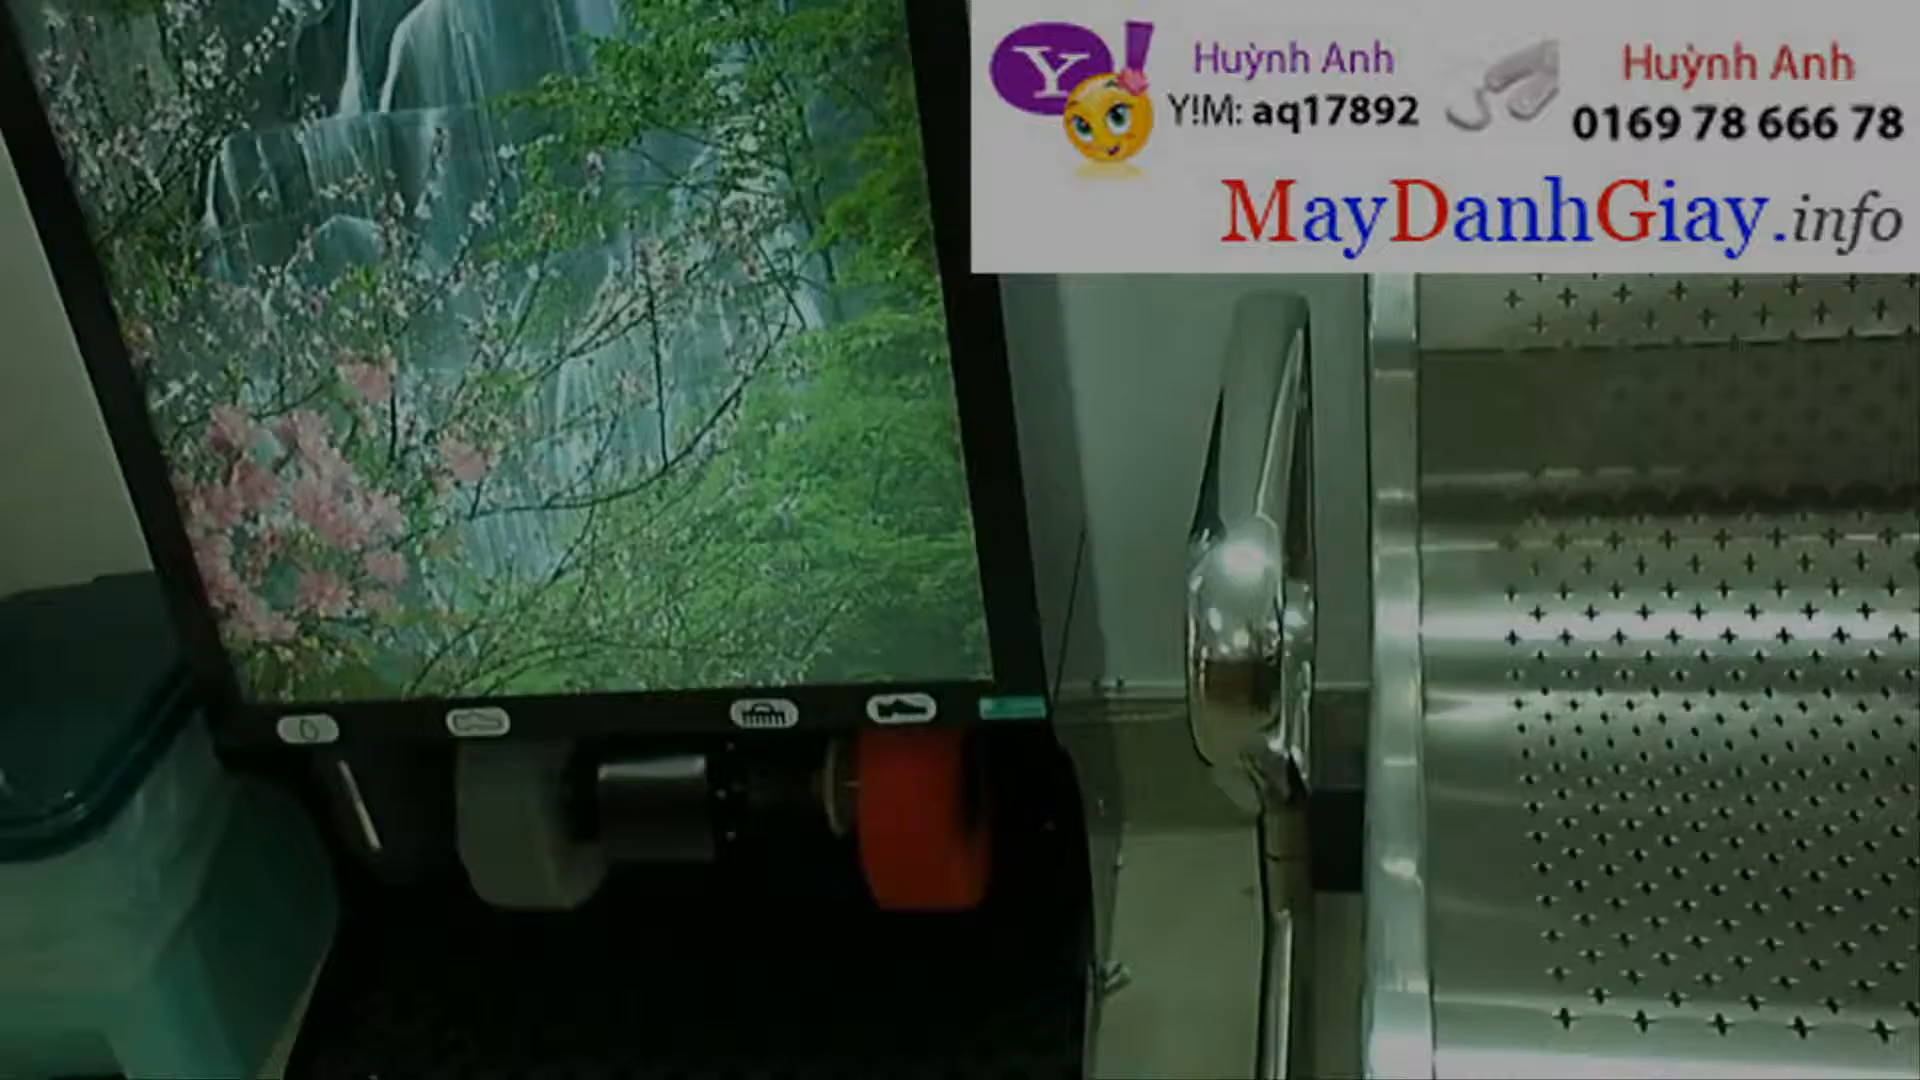 Y!
Huỳnh Anh
Y!M: aq17892
Huỳnh Anh
0169 78 666 78
MayDanhGiay.info